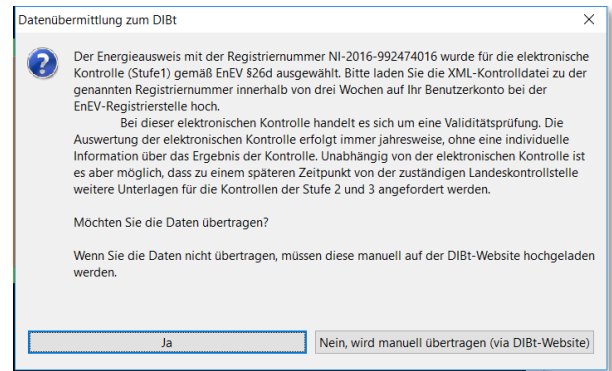 Datenübermittlung zum DIBt
Der Energieausweis mit der Registriernummer NI-2016-992474016 wurde für die elektronische
Kontrolle (Stufe1) gemäß EnEV §26d ausgewählt. Bitte laden Sie die XML-Kontrolldatei zu der
genannten Registriernummer innerhalb von drei Wochen auf Ihr Benutzerkonto bei der
EnEV-Registrierstelle hoch.
Bei dieser elektronischen Kontrolle handelt es sich um eine Validitätsprüfung. Die
Auswertung der elektronischen Kontrolle erfolgt immer jahresweise, ohne eine individuelle
Information über das Ergebnis der Kontrolle. Unabhängig von der elektronischen Kontrolle ist
es aber möglich, dass zu einem späteren Zeitpunkt von der zuständigen Landeskontrollstelle
weitere Unterlagen für die Kontrollen der Stufe 2 und 3 angefordert werden.
Möchten Sie die Daten übertragen?
Wenn Sie die Daten nicht übertragen, müssen diese manuell auf der DIBt-Website hochgeladen
werden.
Ja
Nein, wird manuell übertragen (via DIBt-Website)